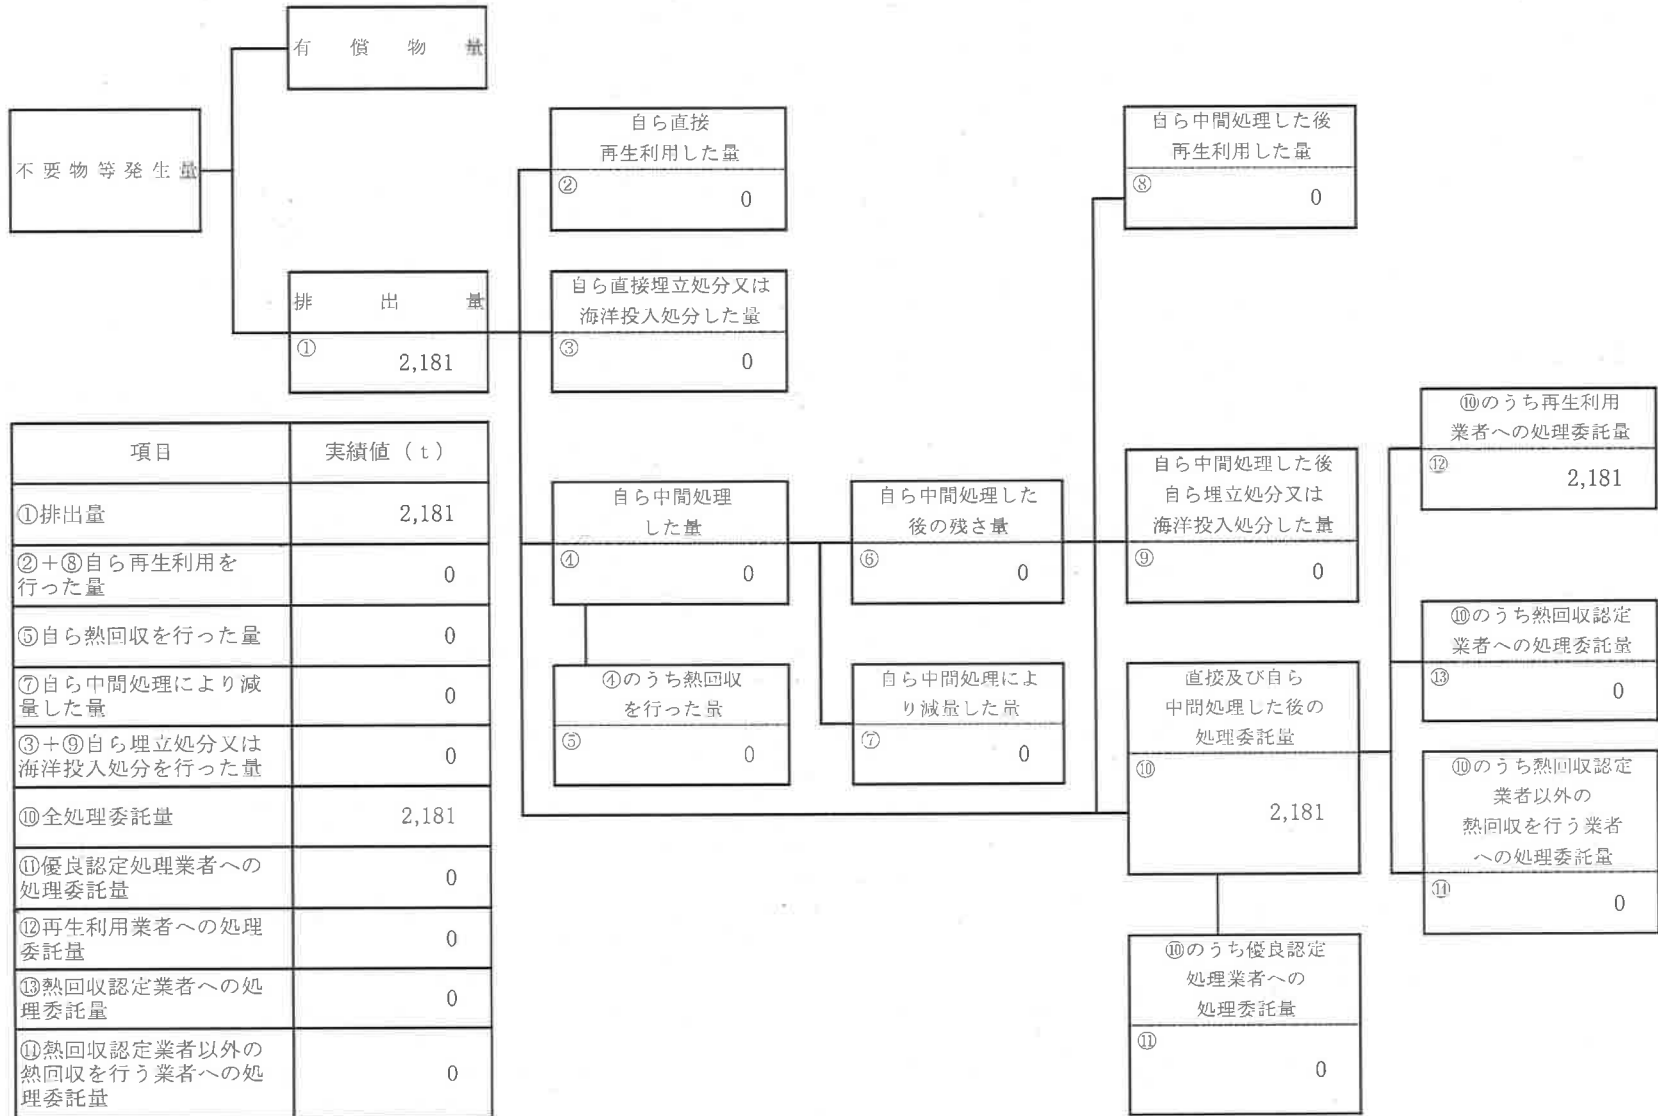 有償物量
不要物等発生量
排出量
① 2,181
自ら直接
再生利用した量
② 0
自ら直接埋立処分又は
海洋投入処分した量
③ 0
自ら中間処理
した量
④ 0
④のうち熱回収
を行った量
⑤ 0
自ら中間処理した
後の残さ量
⑥ 0
自ら中間処理によ
り減量した量
⑦ 0
自ら中間処理した後
再生利用した量
⑧ 0
自ら中間処理した後
自ら埋立処分又は
海洋投入処分した量
⑨ 0
直接及び自ら
中間処理した後の
処理委託量
⑩
2,181
⑩のうち優良認定
処理業者への
処理委託量
⑪
0
⑩のうち再生利用
業者への処理委託量
⑫ 2,181
⑩のうち熱回収認定
業者への処理委託量
⑬ 0
⑩のうち熱回収認定
業者以外の
熱回収を行う業者
への処理委託量
⑭ 0
項目 実績値(t)
①排出量 2,181
②+⑧自ら再生利用を
行った量 0
⑤自ら熱回収を行った量 0
⑦自ら中間処理により減
量した量 0
③+⑨自ら埋立処分又は
海洋投入処分を行った量 0
⑩全処理委託量 2,181
⑪優良認定処理業者への
処理委託量 0
⑫再生利用業者への処理
委託量 0
⑬熱回収認定業者への処
理委託量 0
⑭熱回収認定業者以外の
熱回収を行う業者への処
理委託量 0